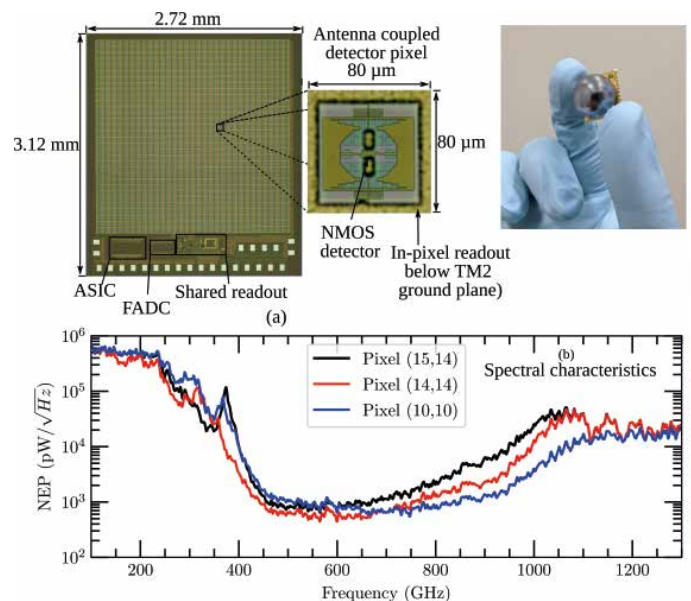 2.72 mm
3.12 mm
Antenna coupled
detector pixel
80 µm
80 µm
NMOS
detector
In-pixel readout
below TM2
ground plane)
ASIC
FADC
Shared readout
(a)
(b)
Spectral characteristics
Pixel (15,14)
Pixel (14,14)
Pixel (10,10)
NEP (pW/√Hz)
10⁶
10⁵
10⁴
10³
10²
200
400
600
800
1000
1200
Frequency (GHz)